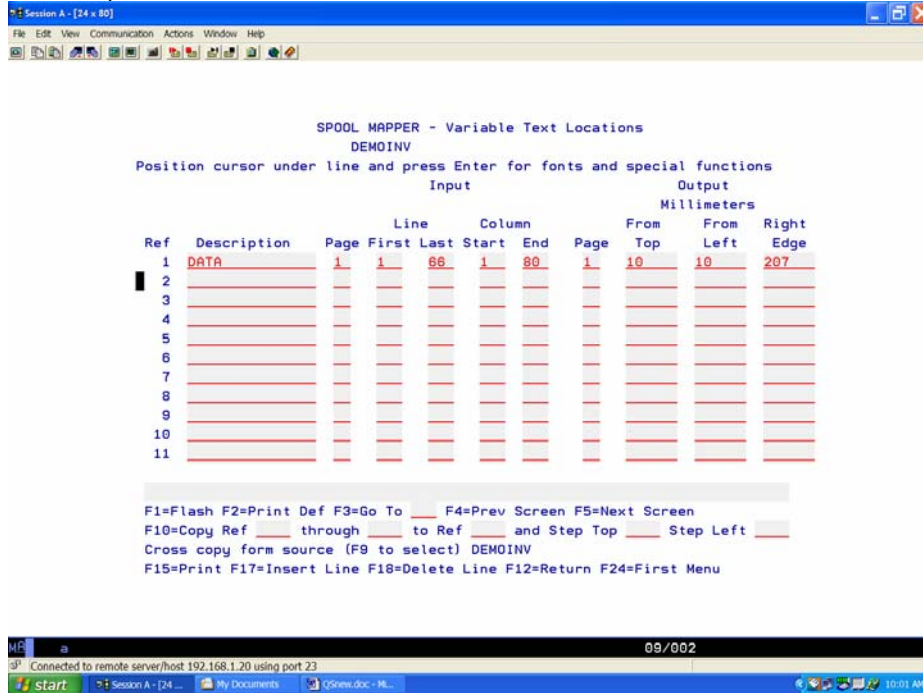 Session A - [24 x 80]
File Edit View Communication Actions Window Help
SPOOL MAPPER - Variable Text Locations
DEMOINV
Position cursor under line and press Enter for fonts and special functions
Input Output
Millimeters
Line Column From From Right
Ref Description Page First Last Start End Page Top Left Edge
1 DATA 1 1 66 1 80 1 10 10 207
2
3
4
5
6
7
8
9
10
11
F1=Flash F2=Print Def F3=Go To F4=Prev Screen F5=Next Screen
F10=Copy Ref through to Ref and Step Top Step Left
Cross copy form source (F9 to select) DEMOINV
F15=Print F17=Insert Line F18=Delete Line F12=Return F24=First Menu
MA a 09/002
Connected to remote server/host 192.168.1.20 using port 23
start Session A - [24 ... My Documents QSnew.doc - Mi... 10:01 AM